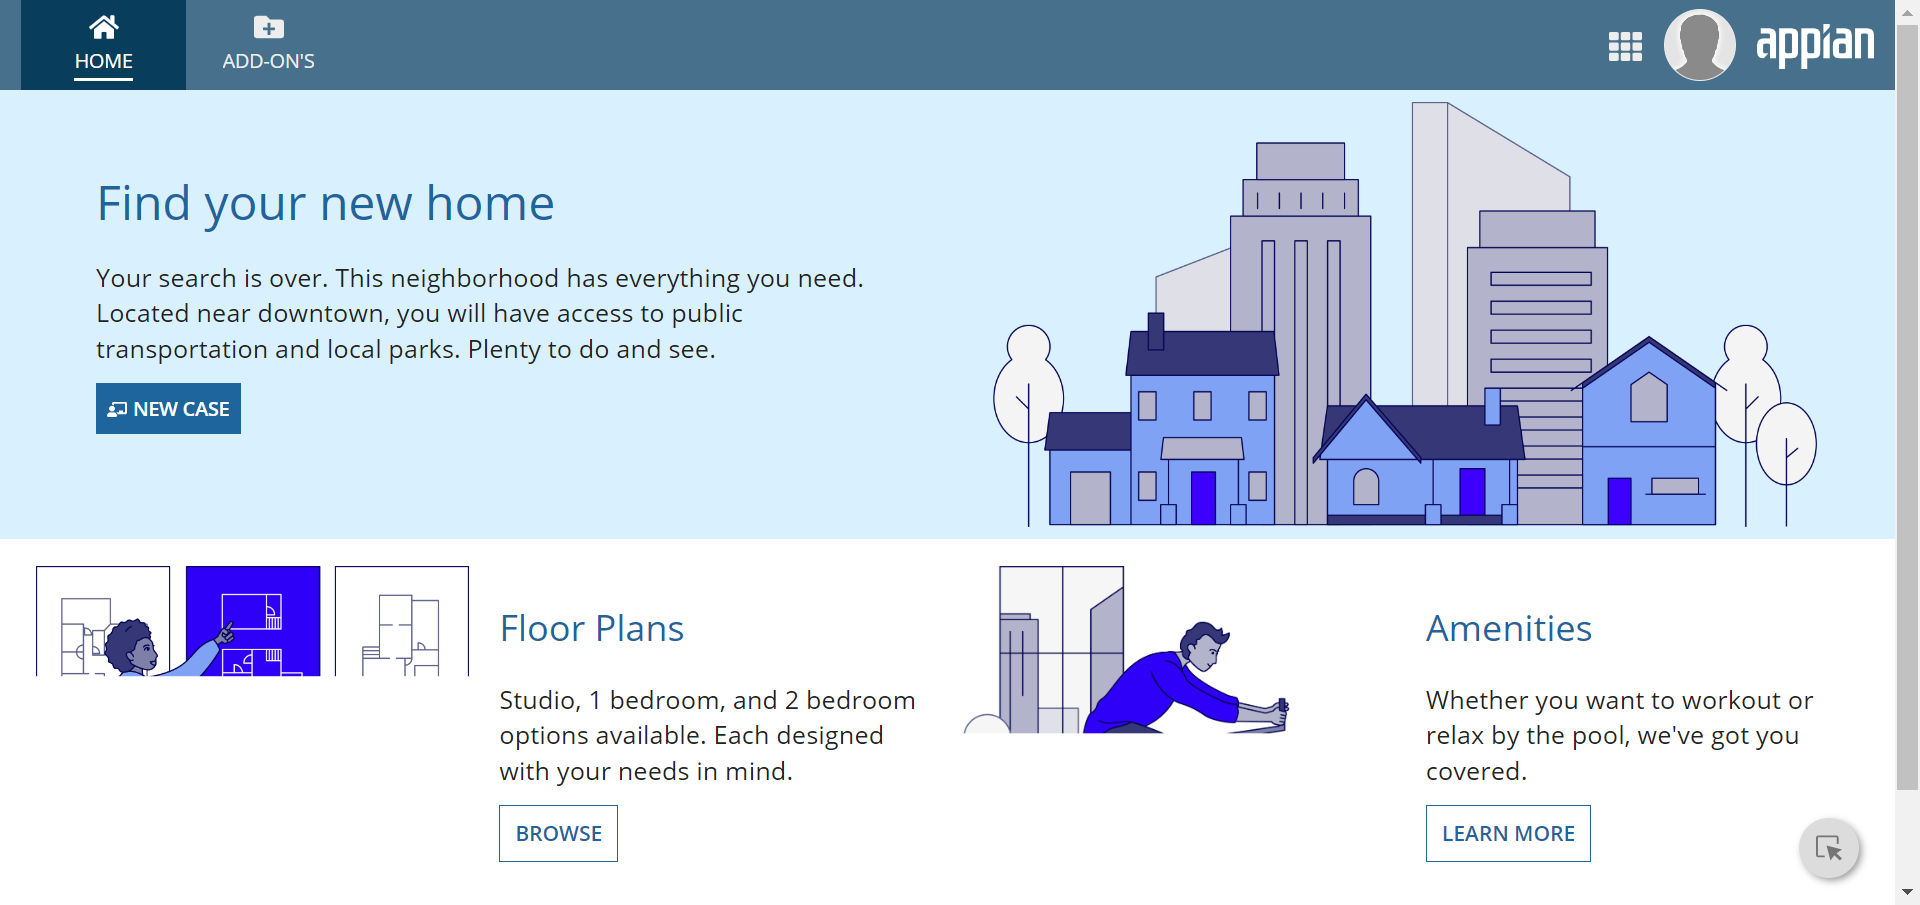 HOME
ADD-ON'S
appian
Find your new home
Your search is over. This neighborhood has everything you need.
Located near downtown, you will have access to public
transportation and local parks. Plenty to do and see.
NEW CASE
Floor Plans
Studio, 1 bedroom, and 2 bedroom
options available. Each designed
with your needs in mind.
BROWSE
Amenities
Whether you want to workout or
relax by the pool, we've got you
covered.
LEARN MORE